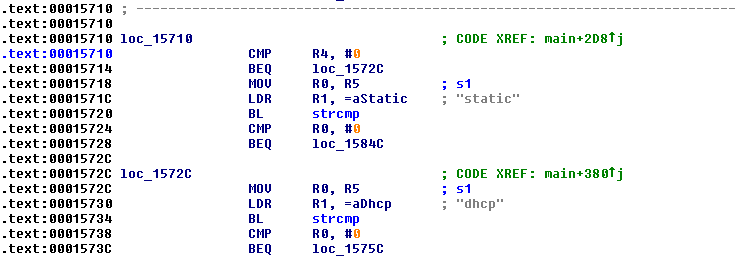 .text:00015710 ; ---------------------------------------------------------------------------
.text:00015710
.text:00015710 loc_15710 ; CODE XREF: main+2D8↑j
.text:00015710 CMP R4, #0
.text:00015714 BEQ loc_1572C
.text:00015718 MOV R0, R5 ; s1
.text:0001571C LDR R1, =aStatic ; "static"
.text:00015720 BL strcmp
.text:00015724 CMP R0, #0
.text:00015728 BEQ loc_1584C
.text:0001572C
.text:0001572C loc_1572C ; CODE XREF: main+380↑j
.text:0001572C MOV R0, R5 ; s1
.text:00015730 LDR R1, =aDhcp ; "dhcp"
.text:00015734 BL strcmp
.text:00015738 CMP R0, #0
.text:0001573C BEQ loc_1575C